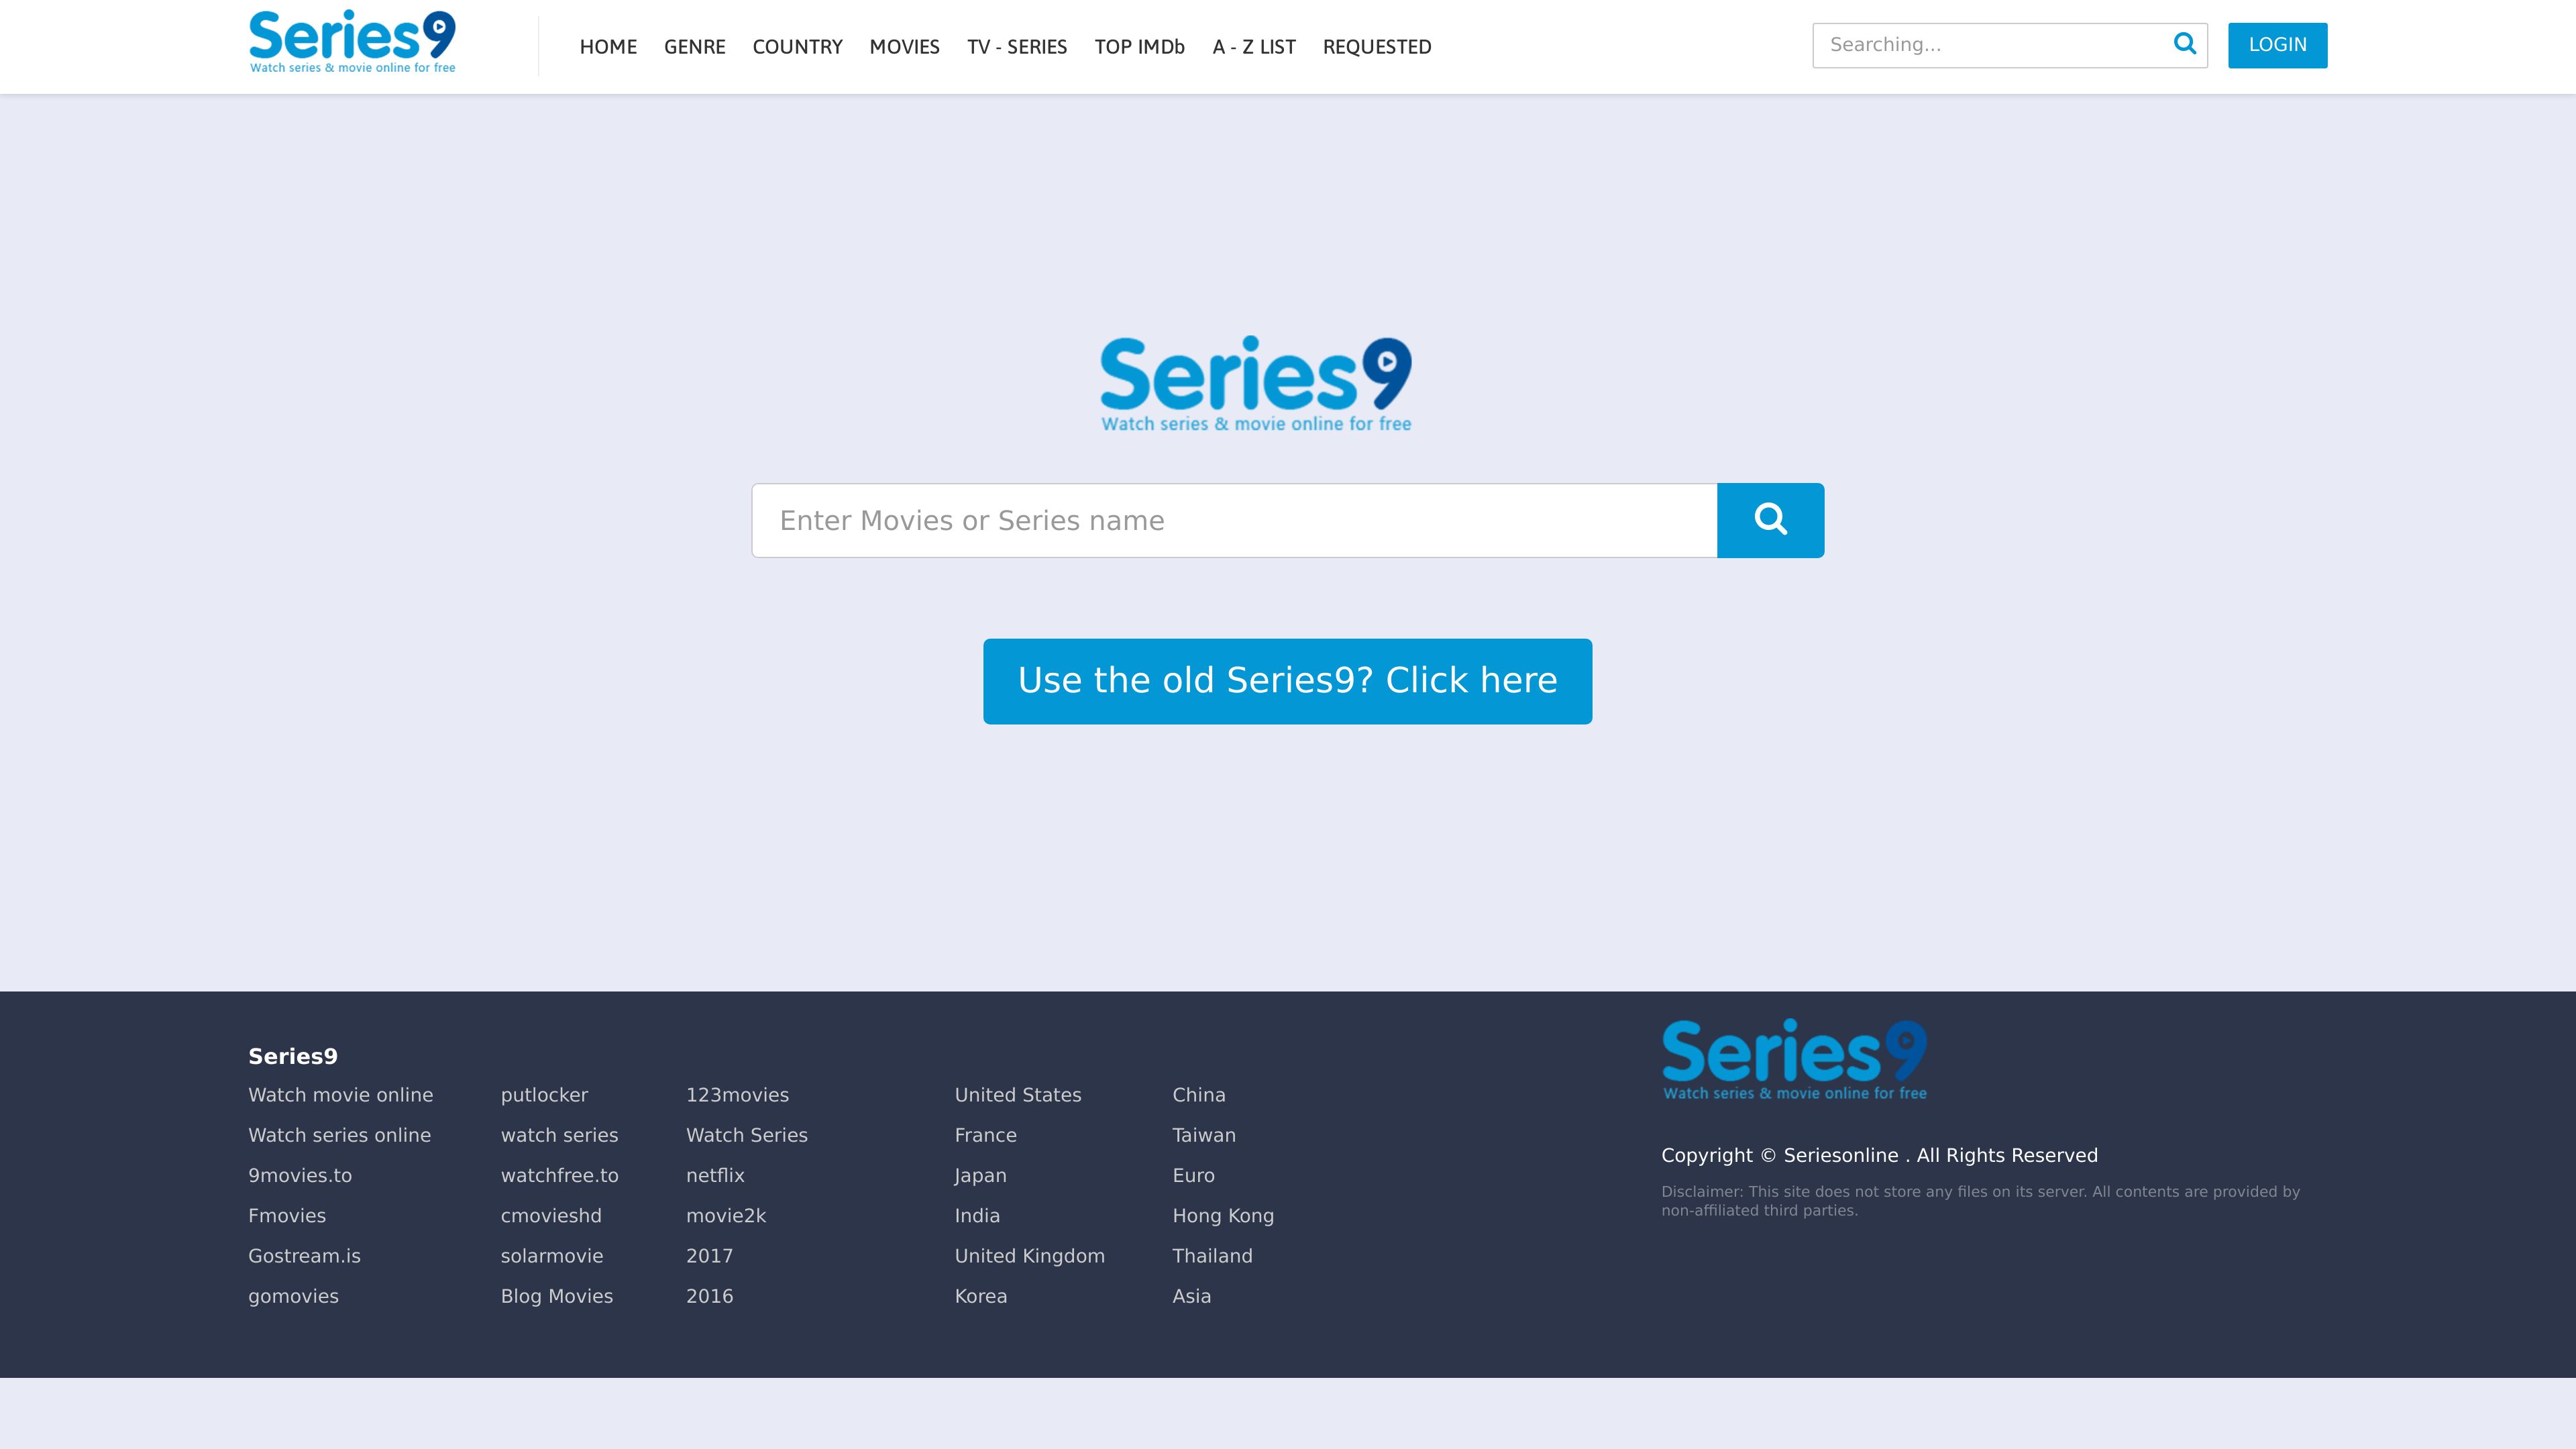 Series9
Watch series & movie online for free
HOME GENRE COUNTRY MOVIES TV - SERIES TOP IMDb A - Z LIST REQUESTED
Searching...
LOGIN
Series9
Watch series & movie online for free
Enter Movies or Series name
Use the old Series9? Click here
Series9
Watch movie online putlocker 123movies United States China
Watch series online watch series Watch Series France Taiwan
9movies.to watchfree.to netflix Japan Euro
Fmovies cmovieshd movie2k India Hong Kong
Gostream.is solarmovie 2017 United Kingdom Thailand
gomovies Blog Movies 2016 Korea Asia
Series9
Watch series & movie online for free
Copyright © Seriesonline . All Rights Reserved
Disclaimer: This site does not store any files on its server. All contents are provided by
non-affiliated third parties.